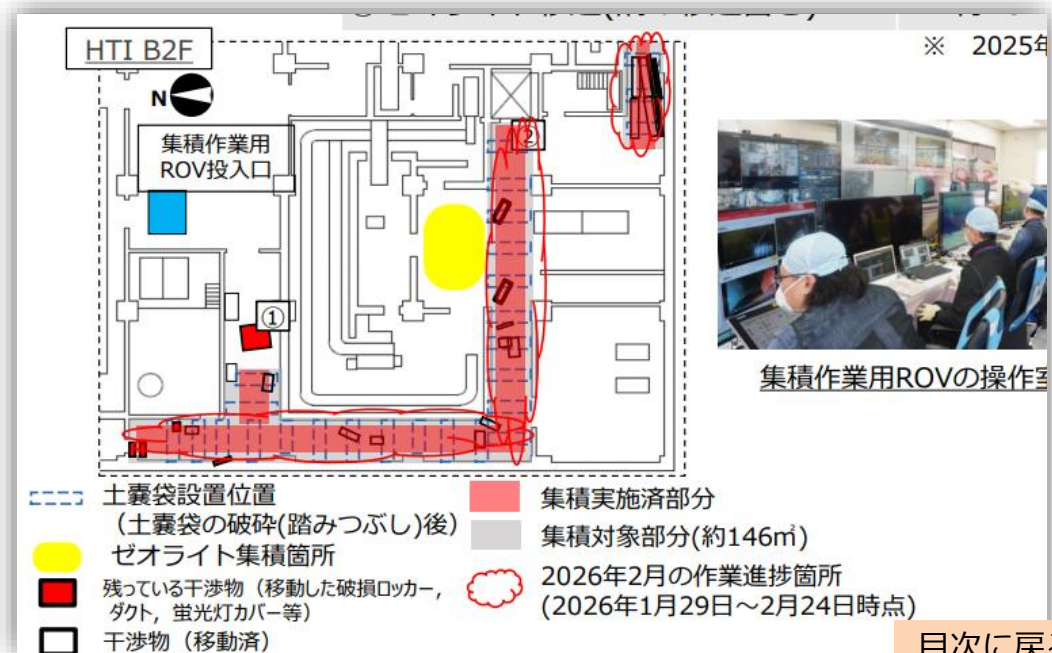 HTI B2F
※ 2025年
N
集積作業用
ROV投入口
②
①
集積作業用ROVの操作室
土嚢袋設置位置
（土嚢袋の破砕(踏みつぶし)後）
ゼオライト集積箇所
残っている干渉物（移動した破損ロッカー，
ダクト，蛍光灯カバー等）
干渉物（移動済）
集積実施済部分
集積対象部分(約146㎡)
2026年2月の作業進捗箇所
(2026年1月29日～2月24日時点)
目次に戻る